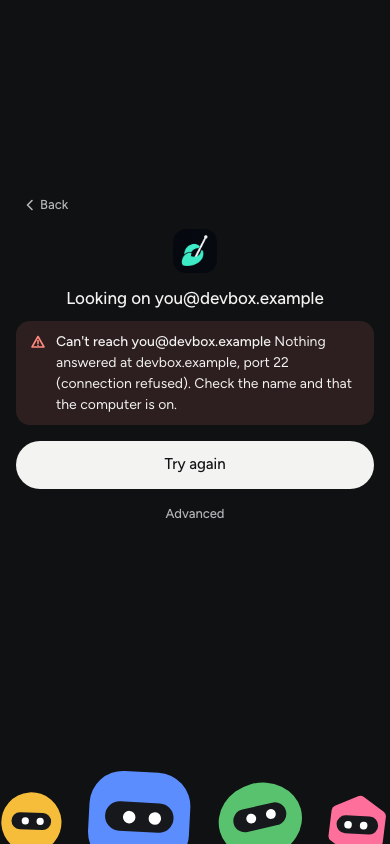 Back
Looking on you@devbox.example
Can't reach you@devbox.example Nothing
answered at devbox.example, port 22
(connection refused). Check the name and that
the computer is on.
Try again
Advanced